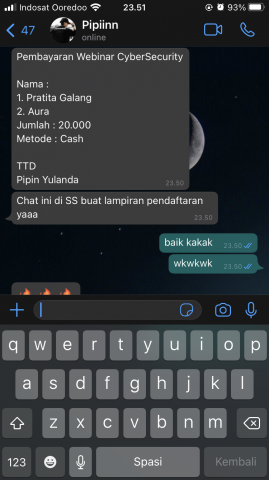 Indosat Ooredoo
23.51
93%
47
Pipiinn
online
Pembayaran Webinar CyberSecurity
Nama :
1. Pratita Galang
2. Aura
Jumlah : 20.000
Metode : Cash
TTD
Pipin Yulanda
23.50
Chat ini di SS buat lampiran pendaftaran
yaaa
23.50
baik kakak
23.50
wkwkwk
23.50
q w e r t y u i o p
a s d f g h j k l
z x c v b n m
123
Spasi
Kembali